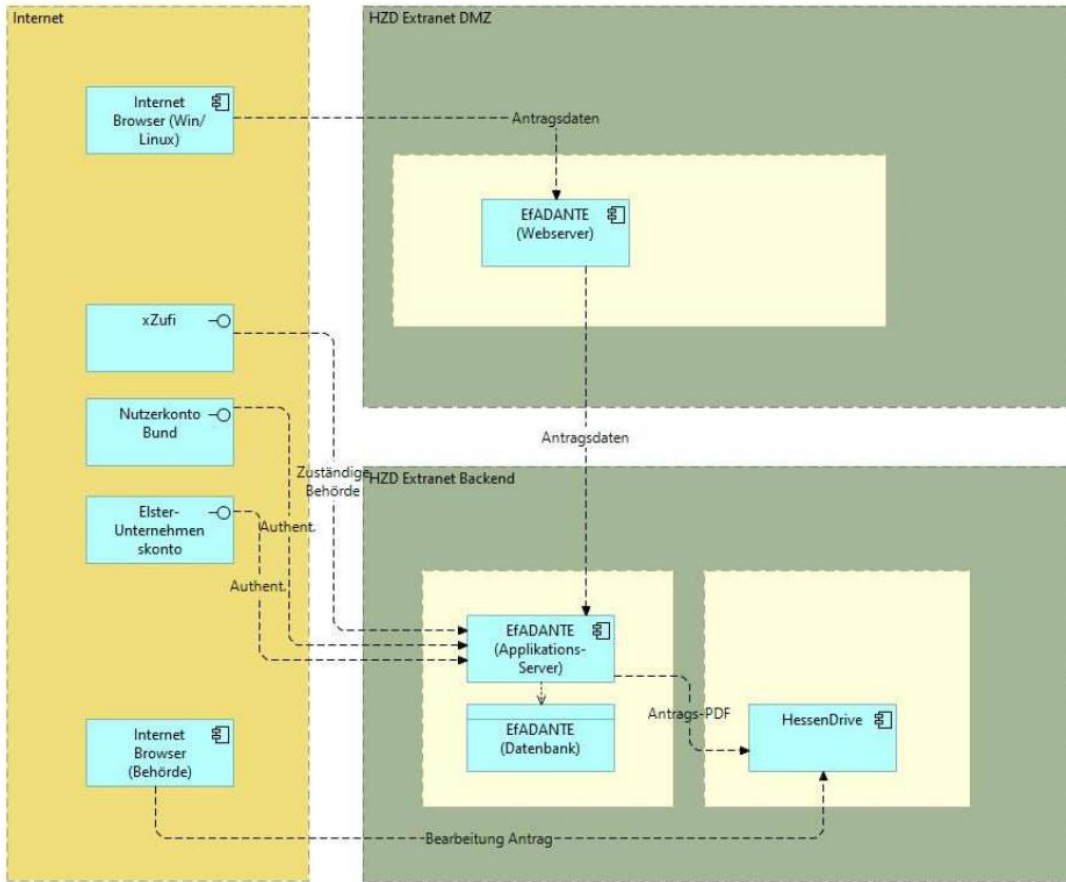 Internet
HZD Extranet DMZ
Internet
Browser (Win/
Linux)
Antragsdaten
EfADANTE
(Webserver)
xZufi
Nutzerkonto
Bund
Antragsdaten
Zuständige
Behörde
HZD Extranet Backend
Elster-
Unternehmen
skonto
Authent.
Authent.
EfADANTE
(Applikations-
Server)
Antrags-PDF
EfADANTE
(Datenbank)
HessenDrive
Internet
Browser
(Behörde)
Bearbeitung Antrag